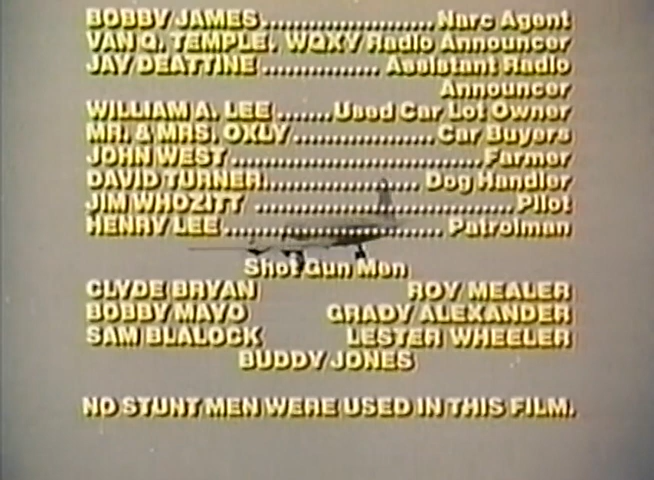 BOBBY JAMES......................Narc Agent
VAN Q. TEMPLE. WQXY Radio Announcer
JAY DEATTINE............... Assistant Radio
Announcer
WILLIAM A. LEE.......Used Car Lot Owner
MR. & MRS. OXLY..................Car Buyers
JOHN WEST................................Farmer
DAVID TURNER.................... Dog Handler
JIM WHOZITT .................................Pilot
HENRY LEE............................ Patrolman
Shot Gun Men
CLYDE BRYAN ROY MEALER
BOBBY MAYO GRADY ALEXANDER
SAM BLALOCK LESTER WHEELER
BUDDY JONES
NO STUNT MEN WERE USED IN THIS FILM.